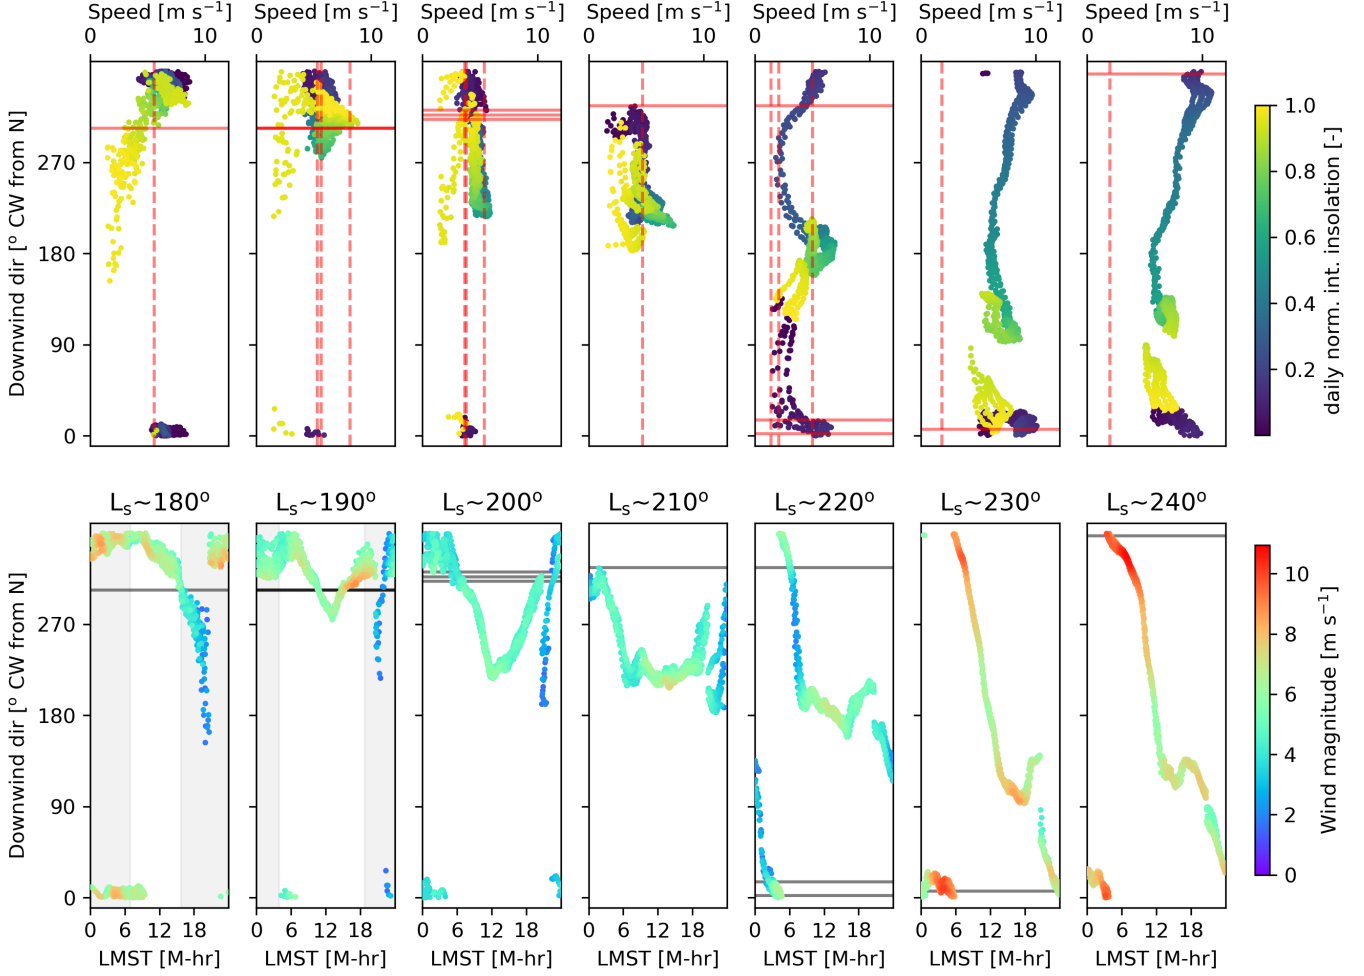 Speed [m s⁻¹] Speed [m s⁻¹] Speed [m s⁻¹] Speed [m s⁻¹] Speed [m s⁻¹] Speed [m s⁻¹] Speed [m s⁻¹]
0 10 0 10 0 10 0 10 0 10 0 10 0 10
Downwind dir [° CW from N]
270
180
90
0
1.0
0.8
0.6
0.4
0.2
daily norm. int. insolation [-]
Lₛ~180° Lₛ~190° Lₛ~200° Lₛ~210° Lₛ~220° Lₛ~230° Lₛ~240°
Downwind dir [° CW from N]
270
180
90
0
10
8
6
4
2
0
Wind magnitude [m s⁻¹]
0 6 12 18 6 12 18 6 12 18 6 12 18 6 12 18 6 12 18 6 12 18
LMST [M-hr] LMST [M-hr] LMST [M-hr] LMST [M-hr] LMST [M-hr] LMST [M-hr] LMST [M-hr]